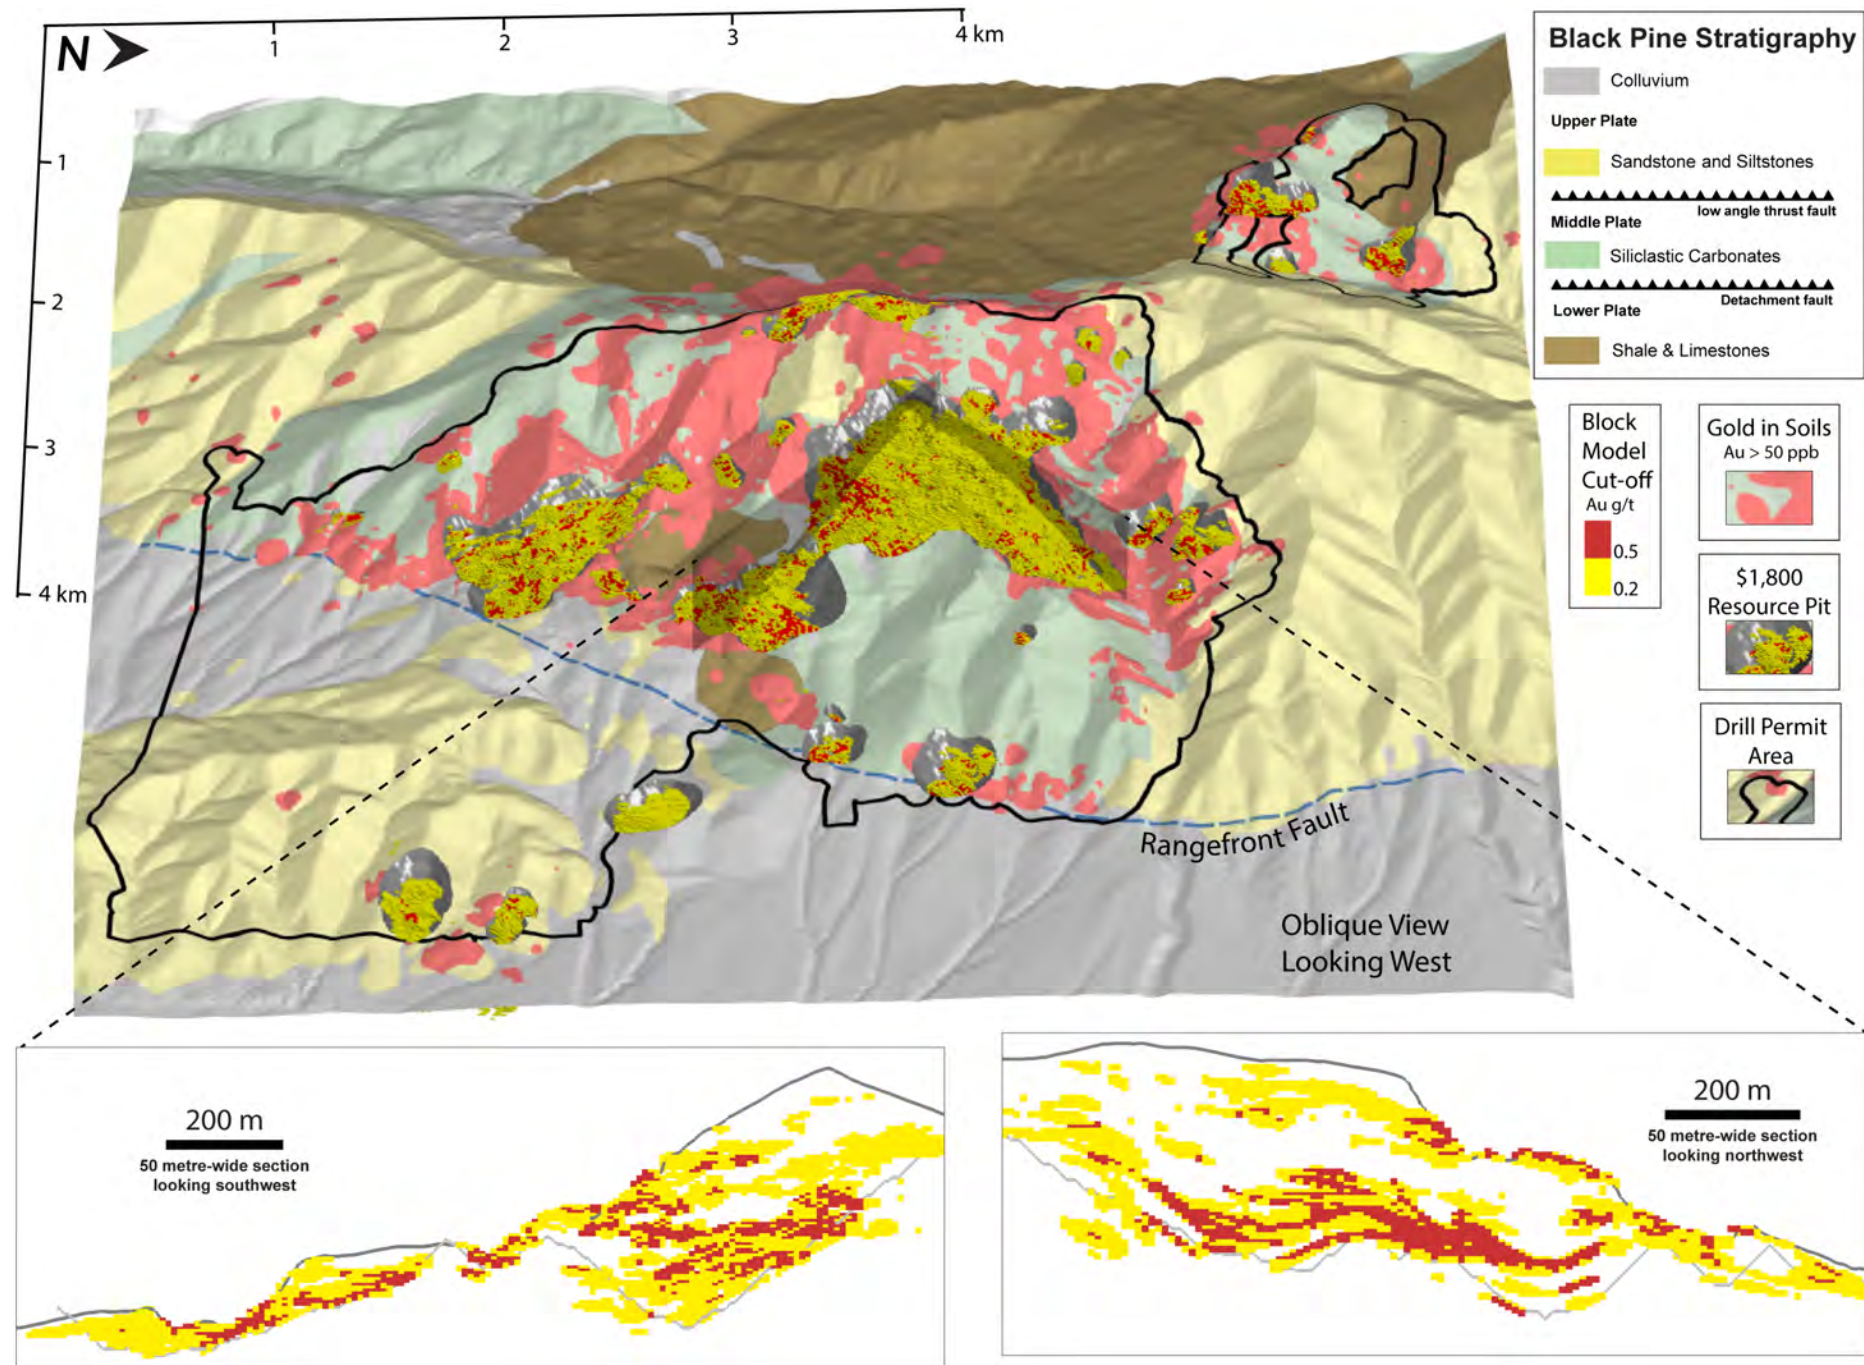 N
1
2
3
4 km
1
2
3
4 km
Black Pine Stratigraphy
Colluvium
Upper Plate
Sandstone and Siltstones
low angle thrust fault
Middle Plate
Siliclastic Carbonates
Detachment fault
Lower Plate
Shale & Limestones
Block
Model
Cut-off
Au g/t
0.5
0.2
Gold in Soils
Au > 50 ppb
$1,800
Resource Pit
Drill Permit
Area
Rangefront Fault
Oblique View
Looking West
200 m
50 metre-wide section
looking southwest
200 m
50 metre-wide section
looking northwest